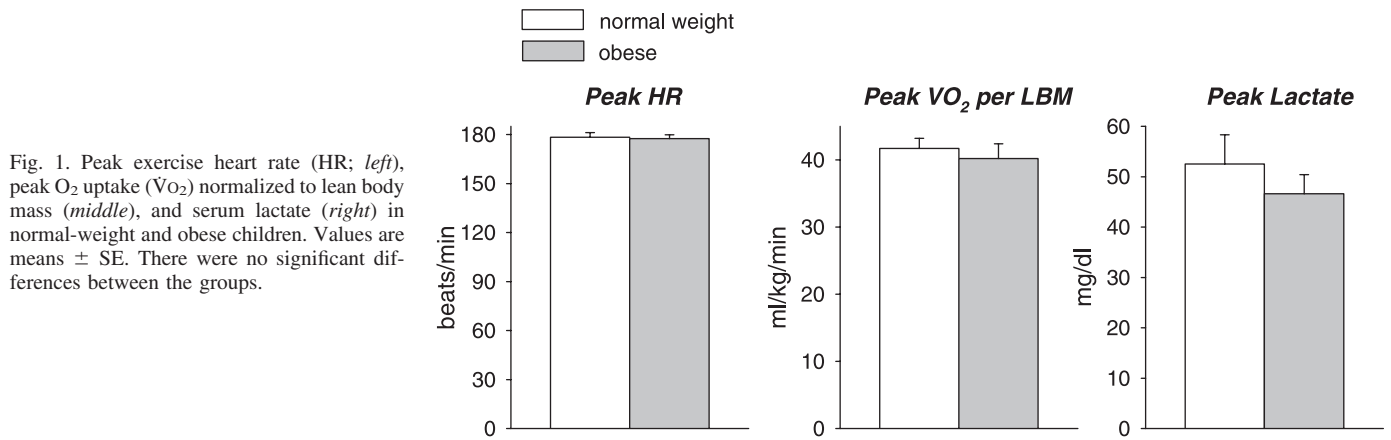 normal weight
obese
Fig. 1. Peak exercise heart rate (HR; left),
peak O₂ uptake (V̇O₂) normalized to lean body
mass (middle), and serum lactate (right) in
normal-weight and obese children. Values are
means ± SE. There were no significant dif-
ferences between the groups.
Peak HR
beats/min
180
150
120
90
60
30
0
Peak VO₂ per LBM
ml/kg/min
40
30
20
10
0
Peak Lactate
mg/dl
60
50
40
30
20
10
0